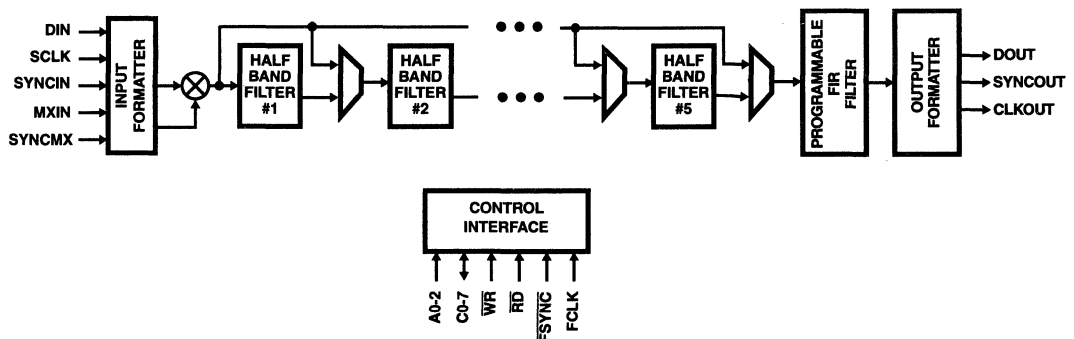 DIN
SCLK
SYNCIN
MXIN
SYNCMX
INPUT
FORMATTER
HALF
BAND
FILTER
#1
HALF
BAND
FILTER
#2
HALF
BAND
FILTER
#5
PROGRAMMABLE
FIR
FILTER
OUTPUT
FORMATTER
DOUT
SYNCOUT
CLKOUT
CONTROL
INTERFACE
A0-2
C0-7
WR
RD
FSYNC
FCLK